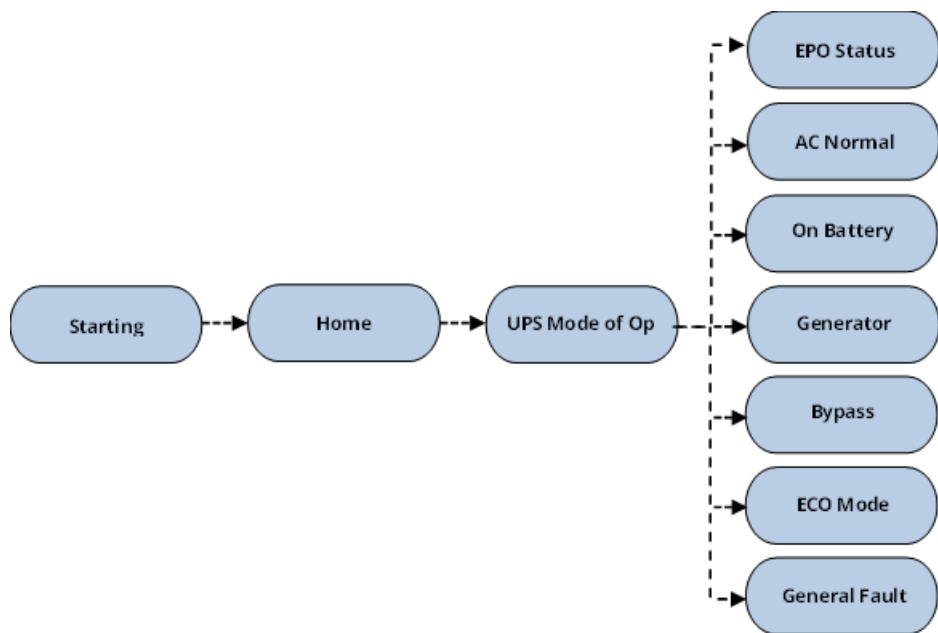 Starting
Home
UPS Mode of Op
EPO Status
AC Normal
On Battery
Generator
Bypass
ECO Mode
General Fault